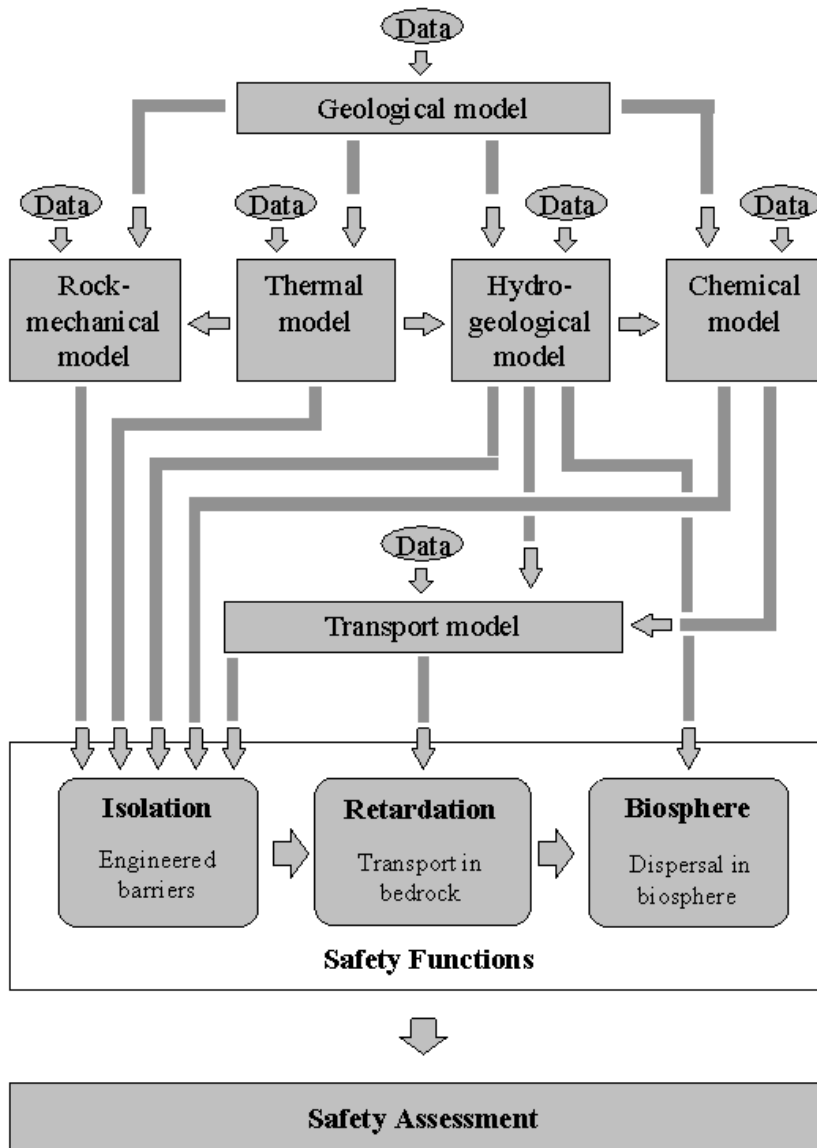 Data
Geological model
Data
Data
Data
Data
Rock-
mechanical
model
Thermal
model
Hydro-
geological
model
Chemical
model
Data
Transport model
Isolation
Engineered
barriers
Retardation
Transport in
bedrock
Biosphere
Dispersal in
biosphere
Safety Functions
Safety Assessment